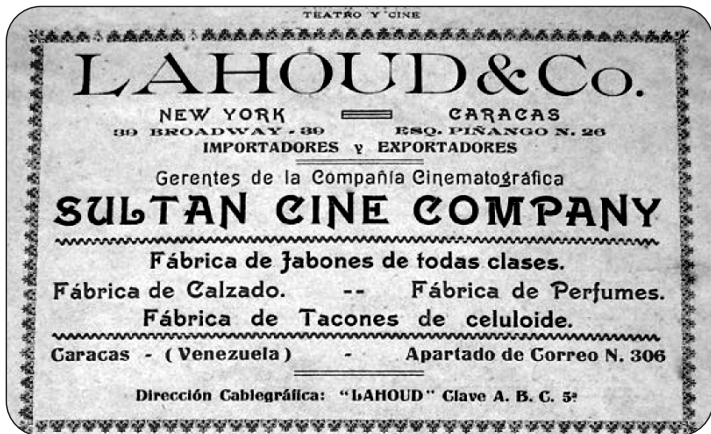 TEATRO Y CINE
LAHOUD & Co.
NEW YORK CARACAS
39 BROADWAY - 39 ESQ. PIÑANGO N. 26
IMPORTADORES y EXPORTADORES
Gerentes de la Compañía Cinematográfica
SULTAN CINE COMPANY
Fábrica de Jabones de todas clases.
Fábrica de Calzado. -- Fábrica de Perfumes.
Fábrica de Tacones de celuloide.
Caracas - (Venezuela) - Apartado de Correo N. 306
Dirección Cablegráfica: "LAHOUD" Clave A. B. C. 5ª